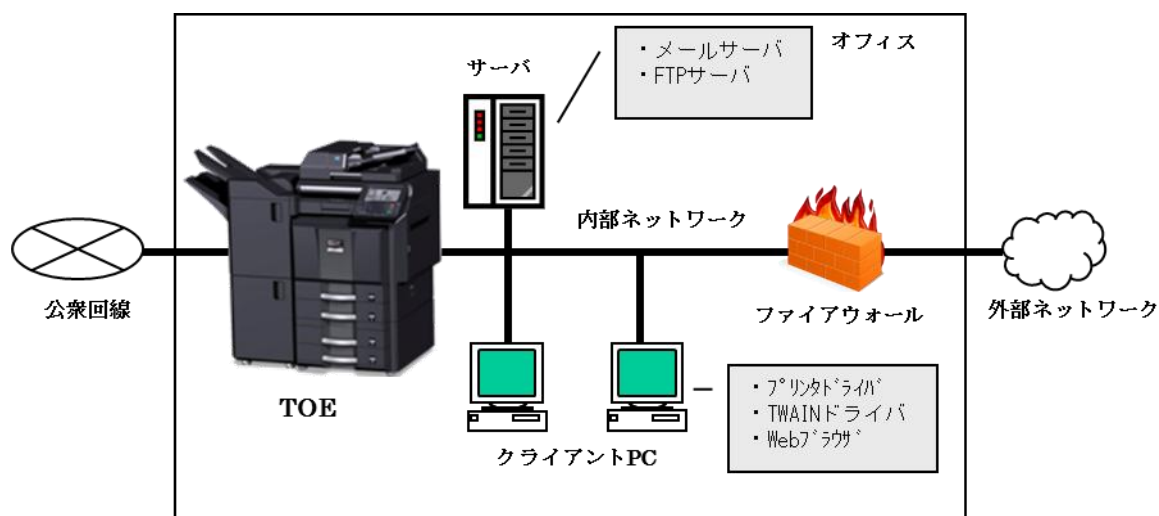 ・メールサーバ
・FTPサーバ
オフィス
サーバ
内部ネットワーク
公衆回線
ファイアウォール
外部ネットワーク
TOE
・ﾌﾟﾘﾝﾀﾄﾞﾗｲﾊﾞ
・TWAINドライバ
・Webﾌﾞﾗｳｻﾞ
クライアントPC